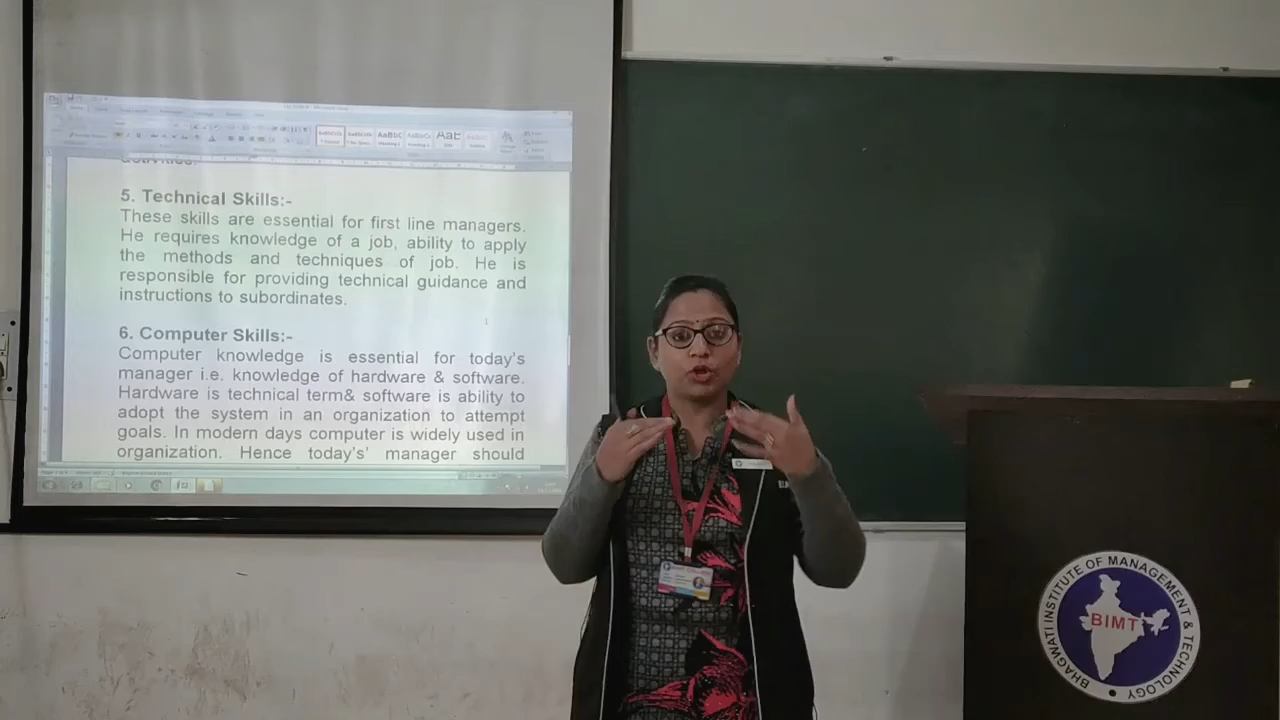 activities.
5. Technical Skills:-
These skills are essential for first line managers.
He requires knowledge of a job, ability to apply
the methods and techniques of job. He is
responsible for providing technical guidance and
instructions to subordinates.
6. Computer Skills:-
Computer knowledge is essential for today's
manager i.e. knowledge of hardware & software.
Hardware is technical term& software is ability to
adopt the system in an organization to attempt
goals. In modern days computer is widely used in
organization. Hence today's' manager should
BHAGWATI INSTITUTE OF MANAGEMENT & TECHNOLOGY
BIMT